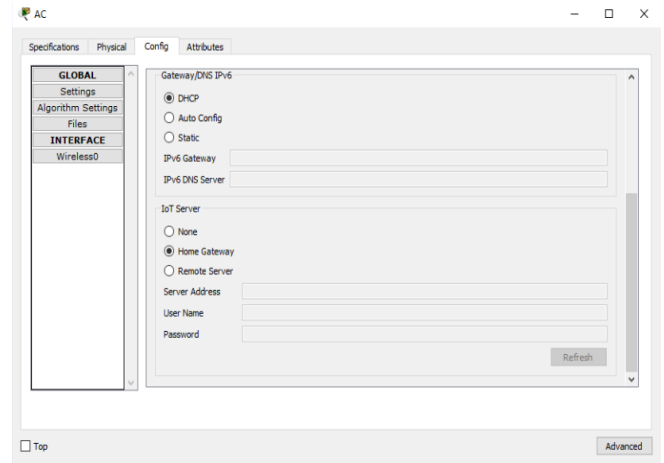 AC
Specifications Physical Config Attributes
GLOBAL
Settings
Algorithm Settings
Files
INTERFACE
Wireless0
Gateway/DNS IPv6
DHCP
Auto Config
Static
IPv6 Gateway
IPv6 DNS Server
IoT Server
None
Home Gateway
Remote Server
Server Address
User Name
Password
Refresh
Top
Advanced